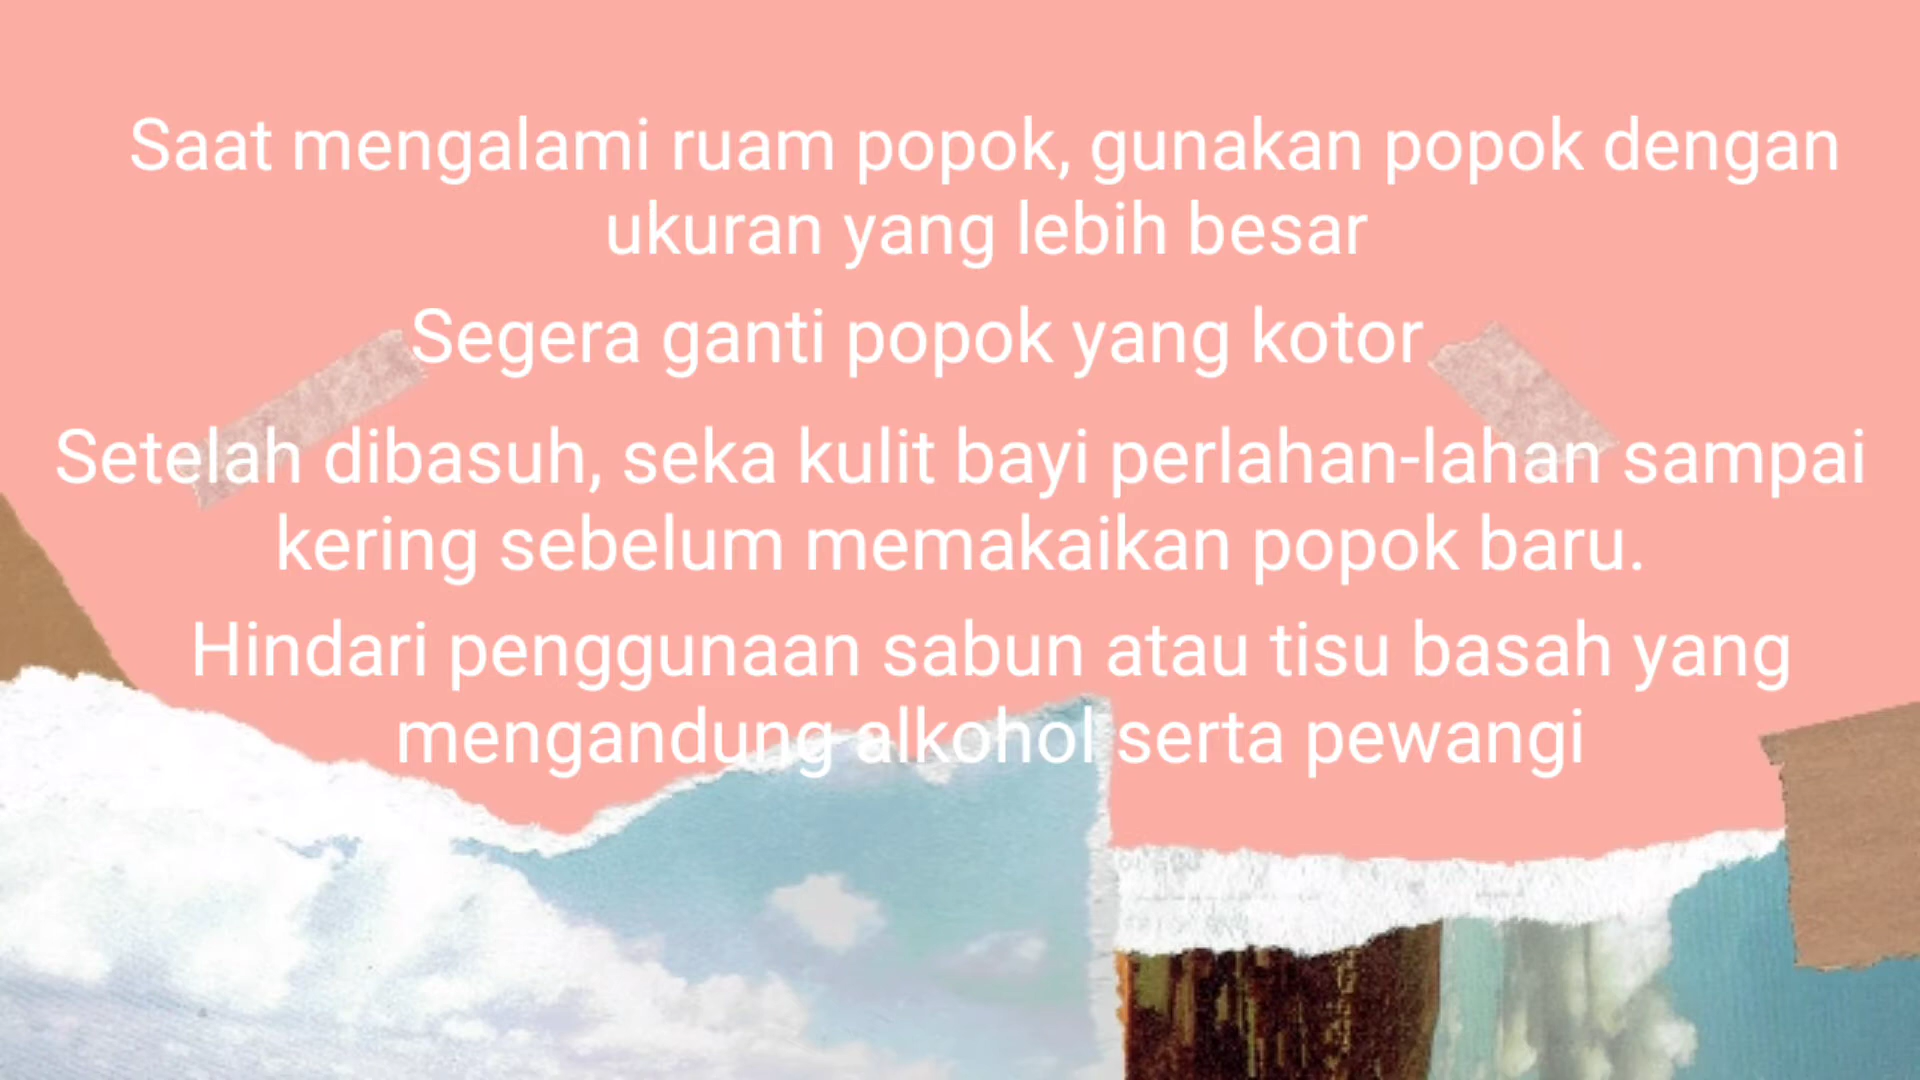 Saat mengalami ruam popok, gunakan popok dengan
ukuran yang lebih besar
Segera ganti popok yang kotor
Setelah dibasuh, seka kulit bayi perlahan-lahan sampai
kering sebelum memakaikan popok baru.
Hindari penggunaan sabun atau tisu basah yang
mengandung alkohol serta pewangi